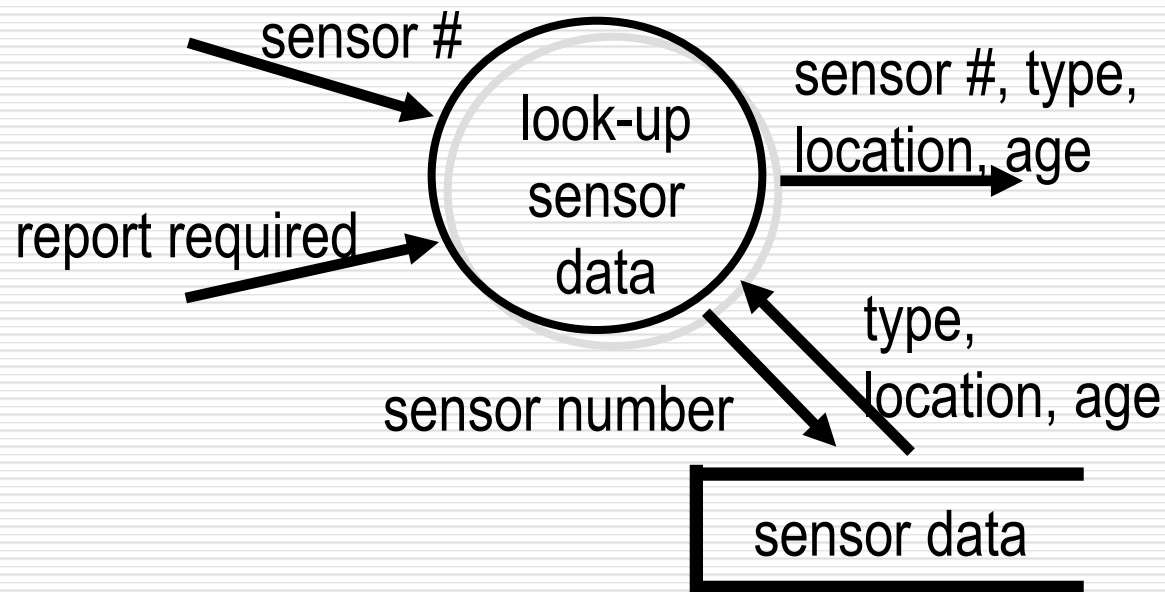 sensor #
look-up
sensor
data
sensor #, type,
location, age
report required
type,
location, age
sensor number
sensor data